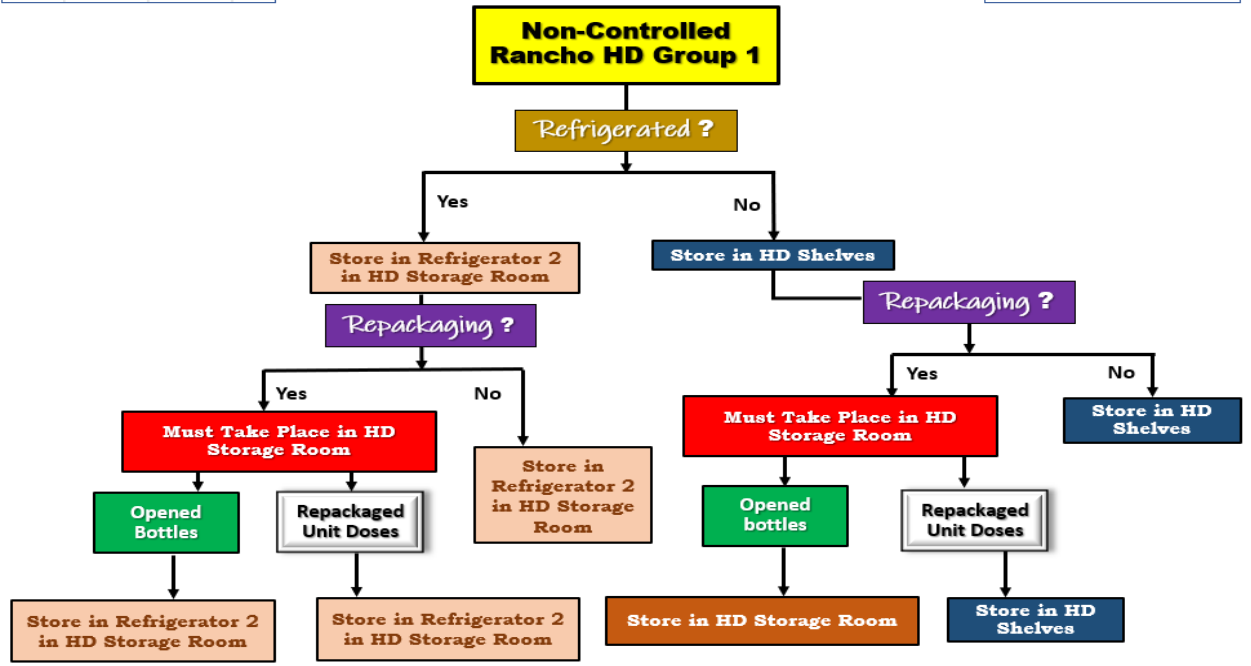 Non-Controlled
Rancho HD Group 1
Refrigerated ?
Yes
No
Store in Refrigerator 2
in HD Storage Room
Store in HD Shelves
Repackaging ?
Repackaging ?
Yes
No
Yes
No
Must Take Place in HD
Storage Room
Store in
Refrigerator 2
in HD Storage
Room
Must Take Place in HD
Storage Room
Store in HD
Shelves
Opened
Bottles
Repackaged
Unit Doses
Opened
bottles
Repackaged
Unit Doses
Store in Refrigerator 2
in HD Storage Room
Store in Refrigerator 2
in HD Storage Room
Store in HD Storage Room
Store in HD
Shelves